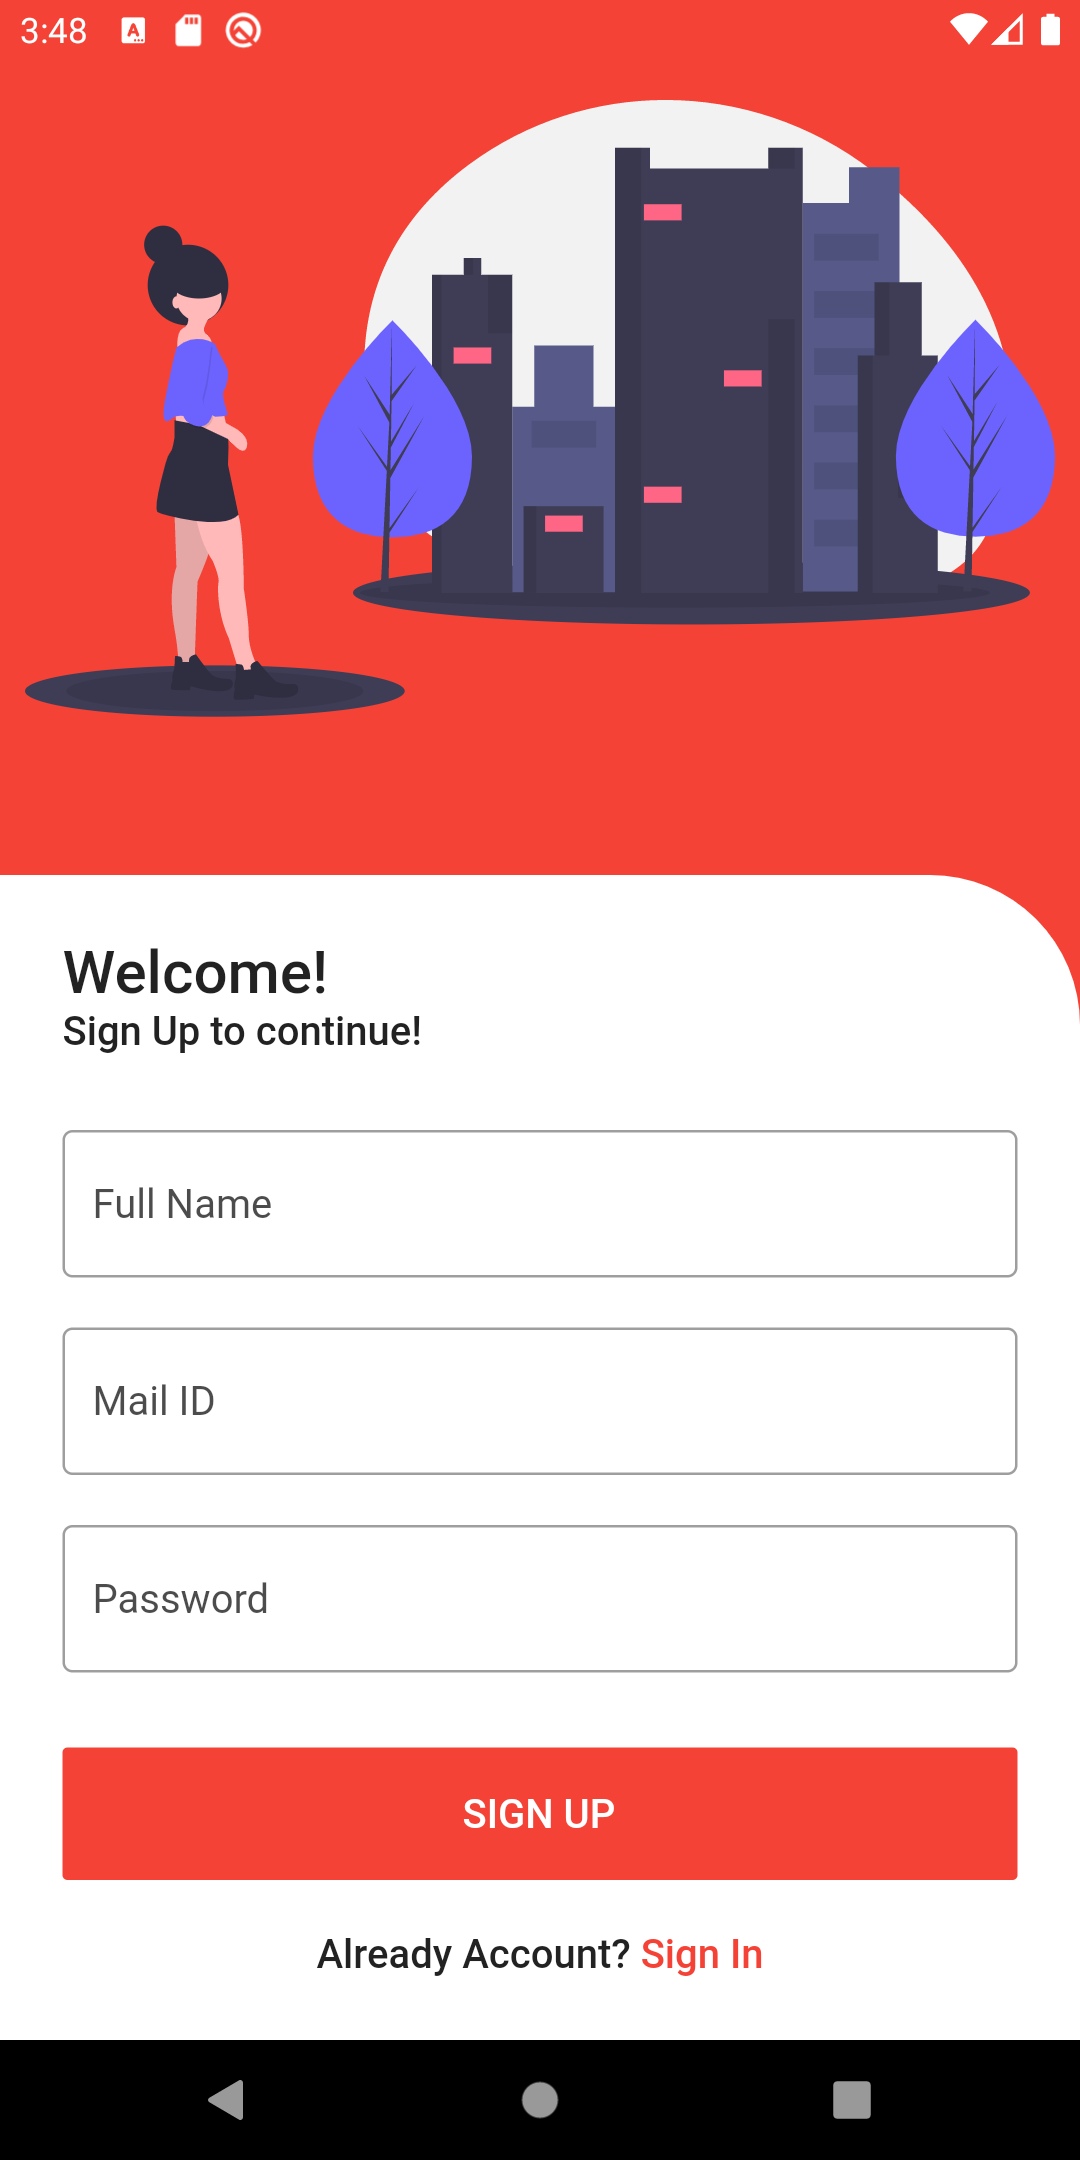 3:48
Welcome!
Sign Up to continue!
Full Name
Mail ID
Password
SIGN UP
Already Account? Sign In